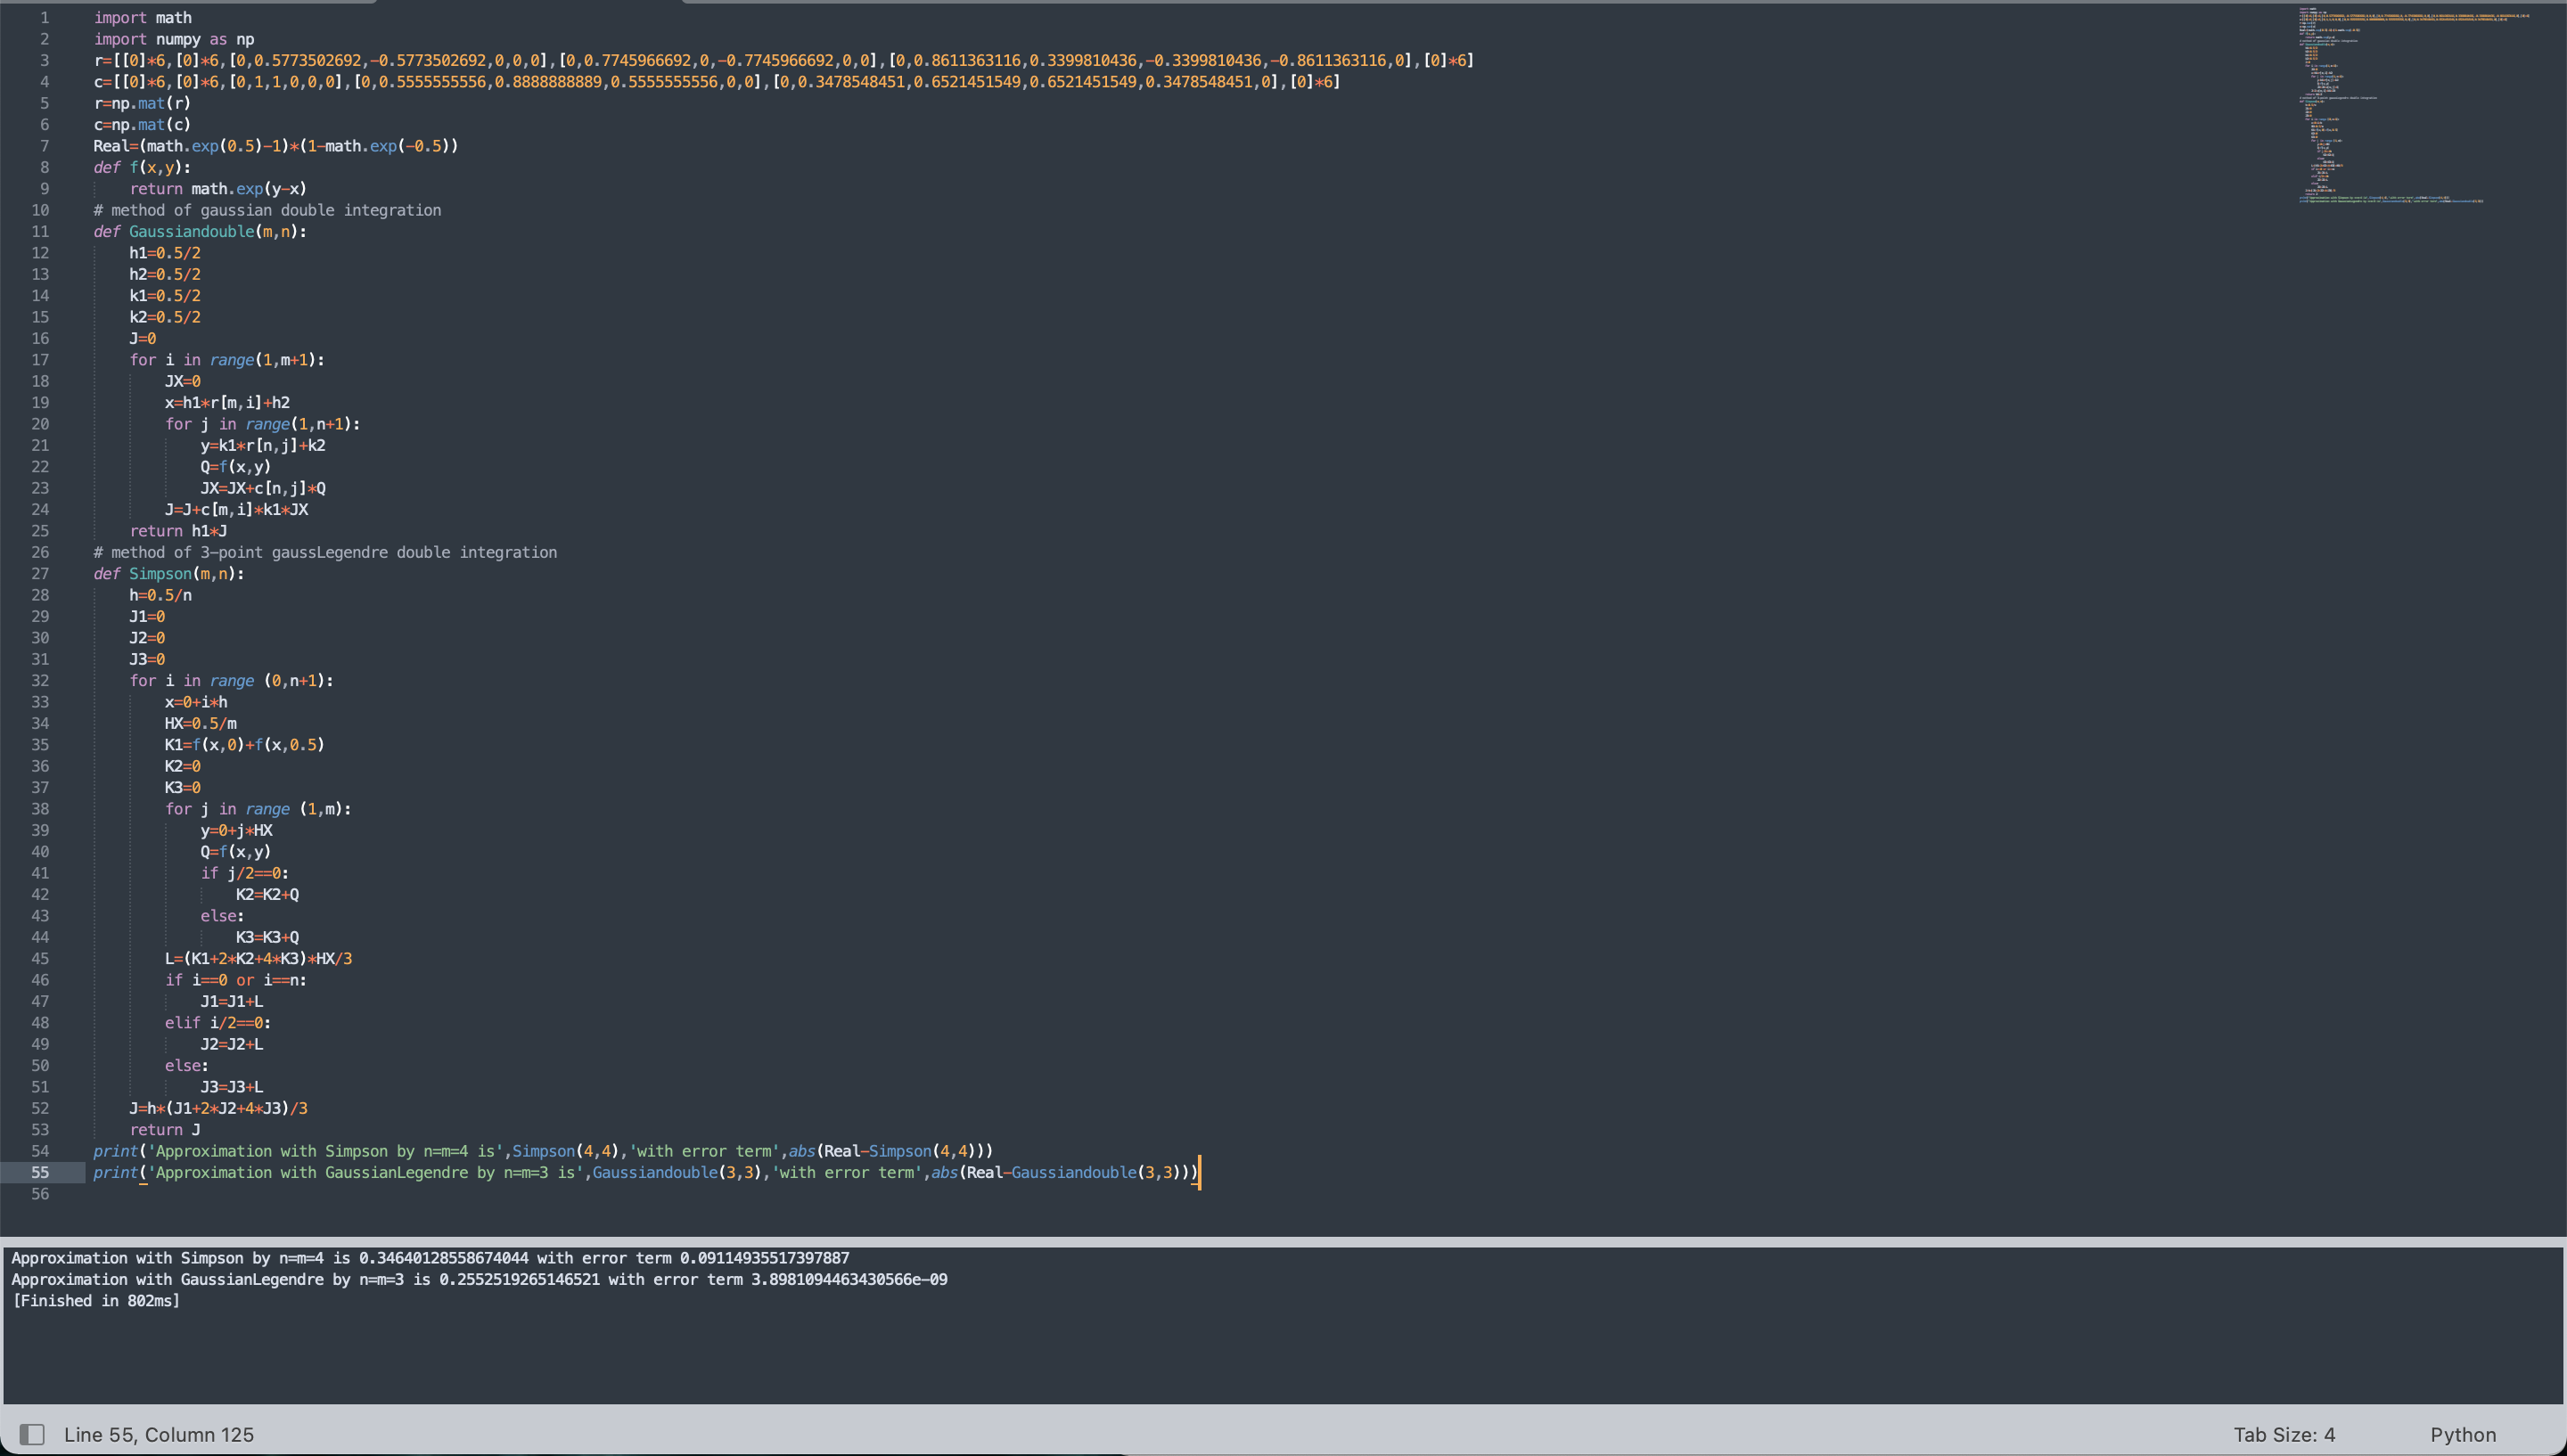 1 import math
2 import numpy as np
3 r=[[0]*6,[0]*6,[0,0.5773502692,-0.5773502692,0,0,0],[0,0.7745966692,0,-0.7745966692,0,0],[0,0.8611363116,0.3399810436,-0.3399810436,-0.8611363116,0],[0]*6]
4 c=[[0]*6,[0]*6,[0,1,1,0,0,0],[0,0.5555555556,0.8888888889,0.5555555556,0,0],[0,0.3478548451,0.6521451549,0.6521451549,0.3478548451,0],[0]*6]
5 r=np.mat(r)
6 c=np.mat(c)
7 Real=(math.exp(0.5)-1)*(1-math.exp(-0.5))
8 def f(x,y):
9     return math.exp(y-x)
10 # method of gaussian double integration
11 def Gaussiandouble(m,n):
12     h1=0.5/2
13     h2=0.5/2
14     k1=0.5/2
15     k2=0.5/2
16     J=0
17     for i in range(1,m+1):
18         JX=0
19         x=h1*r[m,i]+h2
20         for j in range(1,n+1):
21             y=k1*r[n,j]+k2
22             Q=f(x,y)
23             JX=JX+c[n,j]*Q
24         J=J+c[m,i]*k1*JX
25     return h1*J
26 # method of 3-point gaussLegendre double integration
27 def Simpson(m,n):
28     h=0.5/n
29     J1=0
30     J2=0
31     J3=0
32     for i in range (0,n+1):
33         x=0+i*h
34         HX=0.5/m
35         K1=f(x,0)+f(x,0.5)
36         K2=0
37         K3=0
38         for j in range (1,m):
39             y=0+j*HX
40             Q=f(x,y)
41             if j/2==0:
42                 K2=K2+Q
43             else:
44                 K3=K3+Q
45         L=(K1+2*K2+4*K3)*HX/3
46         if i==0 or i==n:
47             J1=J1+L
48         elif i/2==0:
49             J2=J2+L
50         else:
51             J3=J3+L
52     J=h*(J1+2*J2+4*J3)/3
53     return J
54 print('Approximation with Simpson by n=m=4 is',Simpson(4,4),'with error term',abs(Real-Simpson(4,4)))
55 print('Approximation with GaussianLegendre by n=m=3 is',Gaussiandouble(3,3),'with error term',abs(Real-Gaussiandouble(3,3)))
56
Approximation with Simpson by n=m=4 is 0.34640128558674044 with error term 0.09114935517397887
Approximation with GaussianLegendre by n=m=3 is 0.2552519265146521 with error term 3.8981094463430566e-09
[Finished in 802ms]
Line 55, Column 125
Tab Size: 4
Python